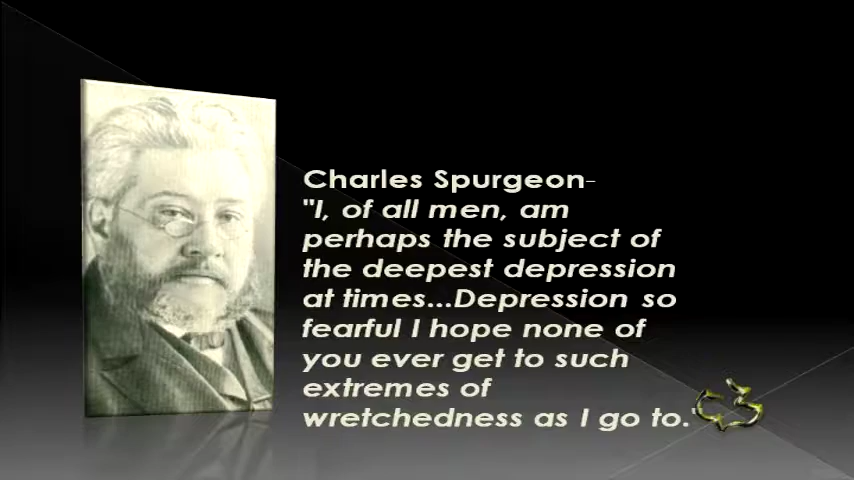 Charles Spurgeon-
"I, of all men, am
perhaps the subject of
the deepest depression
at times...Depression so
fearful I hope none of
you ever get to such
extremes of
wretchedness as I go to."